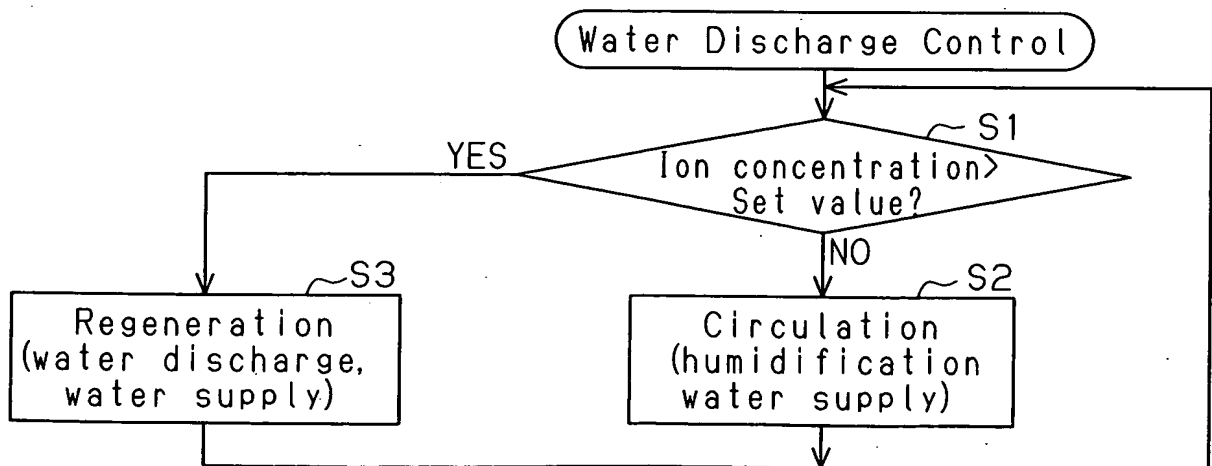 Water Discharge Control
S1
YES
Ion concentration>
Set value?
NO
S3
S2
Regeneration
(water discharge,
water supply)
Circulation
(humidification
water supply)